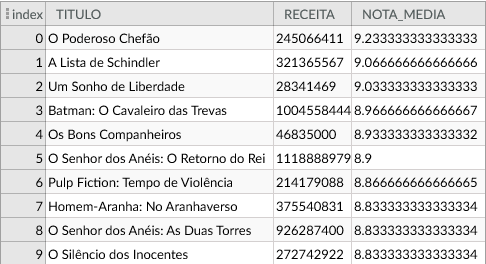 index TITULO RECEITA NOTA_MEDIA
0 O Poderoso Chefão 245066411 9.233333333333333
1 A Lista de Schindler 321365567 9.066666666666666
2 Um Sonho de Liberdade 28341469 9.033333333333333
3 Batman: O Cavaleiro das Trevas 1004558444 8.966666666666667
4 Os Bons Companheiros 46835000 8.933333333333332
5 O Senhor dos Anéis: O Retorno do Rei 1118888979 8.9
6 Pulp Fiction: Tempo de Violência 214179088 8.866666666666665
7 Homem-Aranha: No Aranhaverso 375540831 8.833333333333334
8 O Senhor dos Anéis: As Duas Torres 926287400 8.833333333333334
9 O Silêncio dos Inocentes 272742922 8.833333333333334